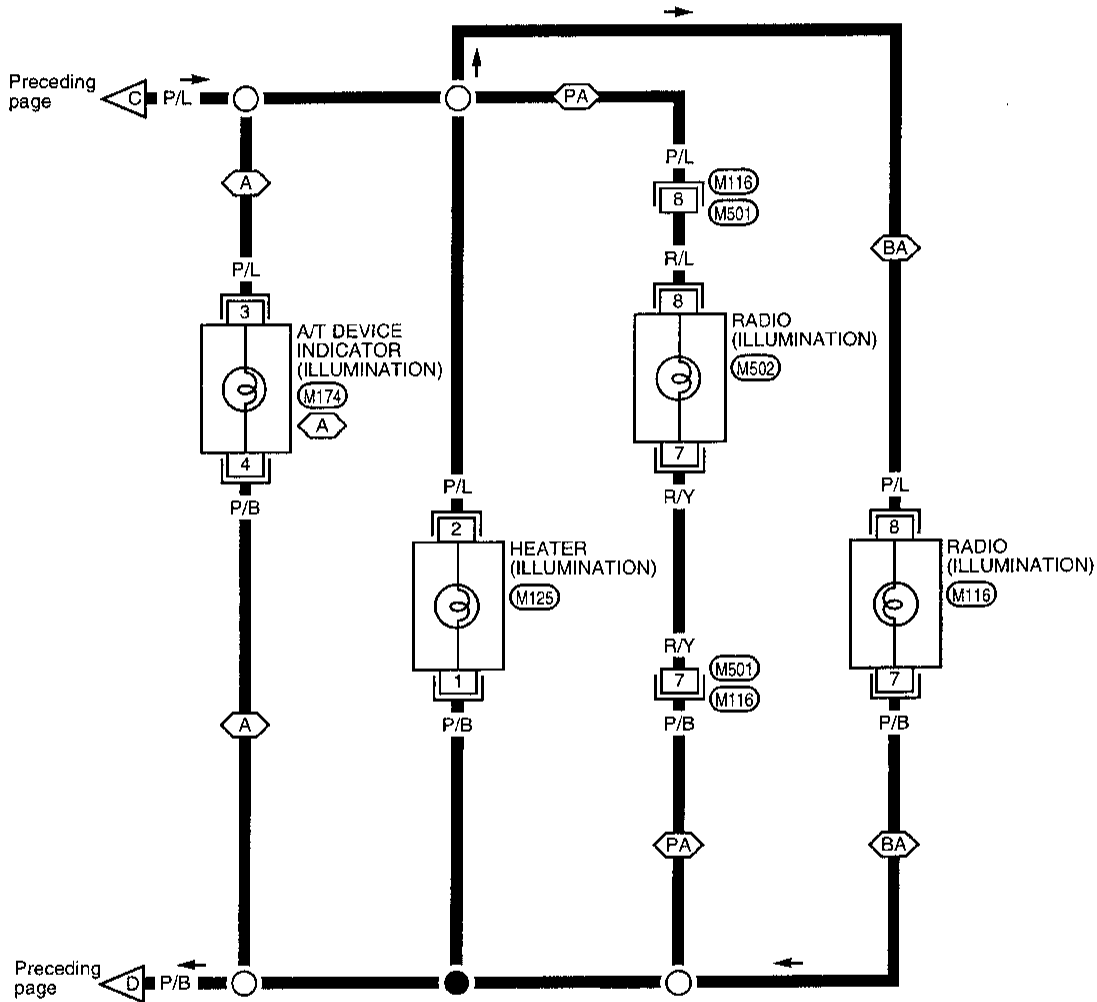 Preceding
page
C
P/L
PA
A
P/L
M116
8
M501
BA
R/L
P/L
3
8
A/T DEVICE
INDICATOR
(ILLUMINATION)
M174
A
RADIO
(ILLUMINATION)
M502
4
7
P/B
P/L
R/Y
P/L
2
8
HEATER
(ILLUMINATION)
M125
RADIO
(ILLUMINATION)
M116
R/Y
1
7
M501
M116
7
A
P/B
P/B
P/B
PA
BA
Preceding
page
D
P/B